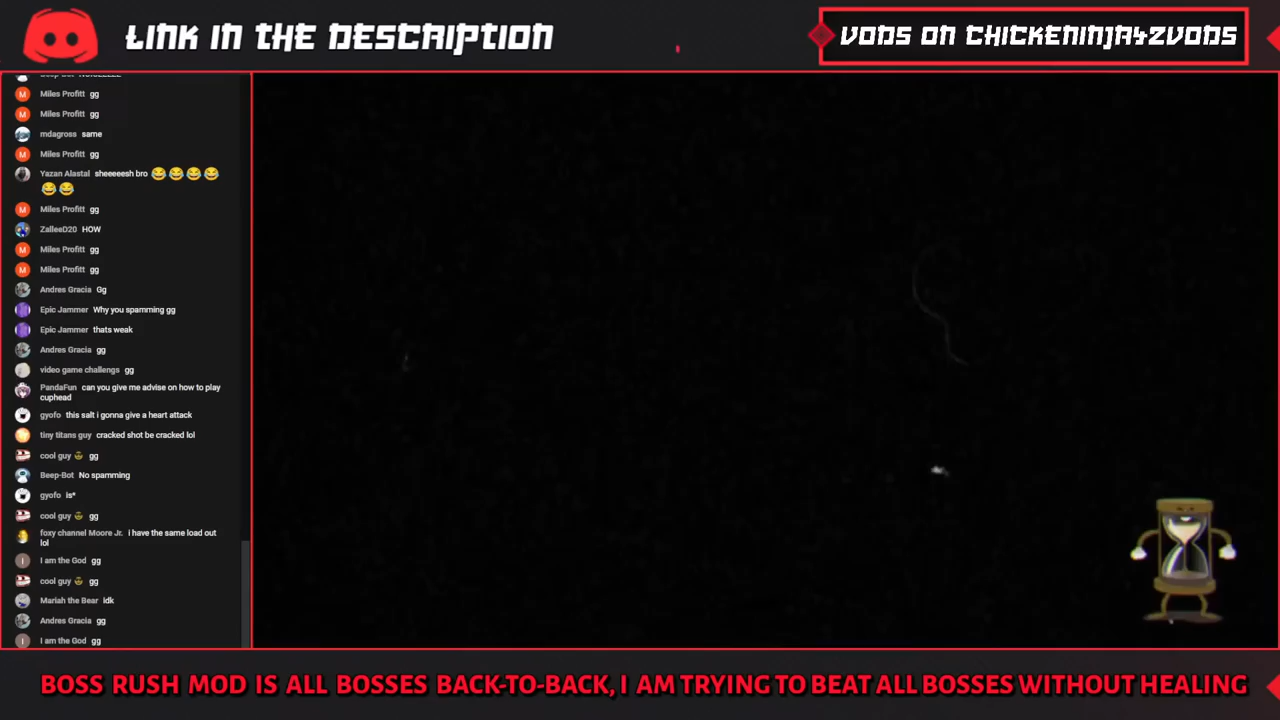 LINK IN THE DESCRIPTION
VODS ON CHICKENINJA42VODS
Miles Profitt gg
Miles Profitt gg
mdagross same
Miles Profitt gg
Yazan Alastal sheeeeesh bro 😂😂😂😂
😂😂
Miles Profitt gg
ZalleeD20 HOW
Miles Profitt gg
Miles Profitt gg
Andres Gracia Gg
Epic Jammer Why you spamming gg
Epic Jammer thats weak
Andres Gracia gg
video game challengs gg
PandaFun can you give me advise on how to play
cuphead
gyofo this salt i gonna give a heart attack
tiny titans guy cracked shot be cracked lol
cool guy 😎 gg
Beep-Bot No spamming
gyofo is*
cool guy 😎 gg
foxy channel Moore Jr. i have the same load out
lol
I am the God gg
cool guy 😎 gg
Mariah the Bear idk
Andres Gracia gg
I am the God gg
BOSS RUSH MOD IS ALL BOSSES BACK-TO-BACK, I AM TRYING TO BEAT ALL BOSSES WITHOUT HEALING